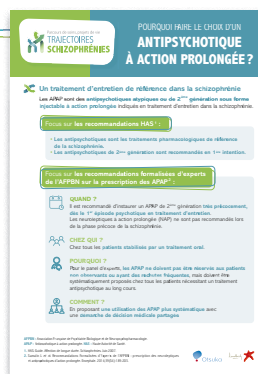 Parcours de soins, cours de vie
TRAJECTOIRES
SCHIZOPHRÉNIES
POURQUOI FAIRE LE CHOIX D'UN
ANTIPSYCHOTIQUE
À ACTION PROLONGÉE ?
Un traitement d'entretien de référence dans la schizophrénie
Les APAP sont des antipsychotiques atypiques ou de 2ème génération sous forme
injectable à action prolongée indiqués en traitement d'entretien dans la schizophrénie.
Focus sur les recommandations HAS1 :
• Les antipsychotiques sont les traitements pharmacologiques de référence
de la schizophrénie.
• Les antipsychotiques de 2ème génération sont recommandés en 1ère intention.
Focus sur les recommandations formalisées d'experts
de l'AFPBN sur la prescription des APAP2 :
QUAND ?
Il est recommandé d'instaurer un APAP de 2ème génération très précocement,
dès le 1er épisode psychotique en traitement d'entretien.
Les neuroleptiques à action prolongée (NAP) ne sont pas recommandés lors
de la phase précoce de la schizophrénie.
CHEZ QUI ?
Chez tous les patients stabilisés par un traitement oral.
POURQUOI ?
Pour le panel d'experts, les APAP ne doivent pas être réservés aux patients
non observants ou ayant des rechutes fréquentes, mais doivent être
systématiquement proposés chez tous les patients nécessitant un traitement
antipsychotique au long cours.
COMMENT ?
En proposant une utilisation des APAP plus systématique avec
une démarche de décision médicale partagée
Otsuka